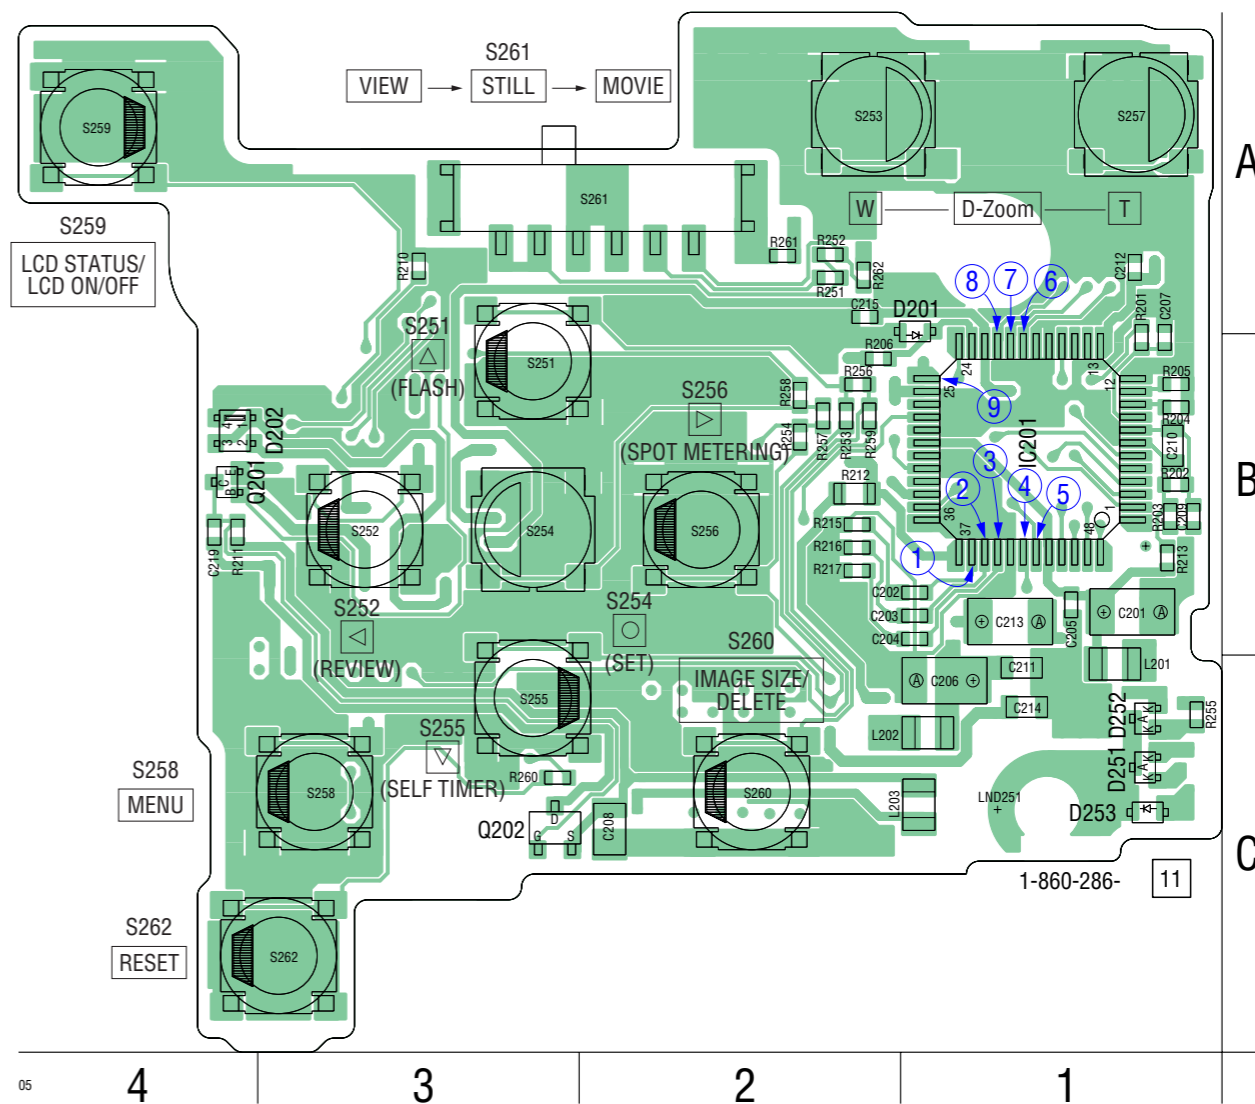 S261
VIEW
STILL
MOVIE
S259
S253
S257
A
S261
W
D-Zoom
T
S259
LCD STATUS/
LCD ON/OFF
R210
R261
R252
R251
R262
C212
8
7
6
C215
D201
R201
C207
S251
(FLASH)
S251
R206
24
13
R256
R258
25
12
R205
S256
(SPOT METERING)
9
R204
R254
R257
R253
R259
IC201
C210
4
1
3
2
D202
C
E
B
Q201
R212
3
2
4
5
R202
B
S252
S254
S256
36
37
48
1
R203
C209
C219
R211
R215
R216
R217
1
R213
C202
C203
C204
C213
C205
C201
A
A
S252
(REVIEW)
S254
(SET)
S260
IMAGE SIZE/
DELETE
S255
A
C206
C211
L201
C214
L202
S255
(SELF TIMER)
D252
A
K
R255
D251
K
A
K
S258
MENU
S258
R260
S260
L203
LND251
D253
Q202
D
G
S
C208
1-860-286-
11
C
S262
RESET
S262
05
4
3
2
1